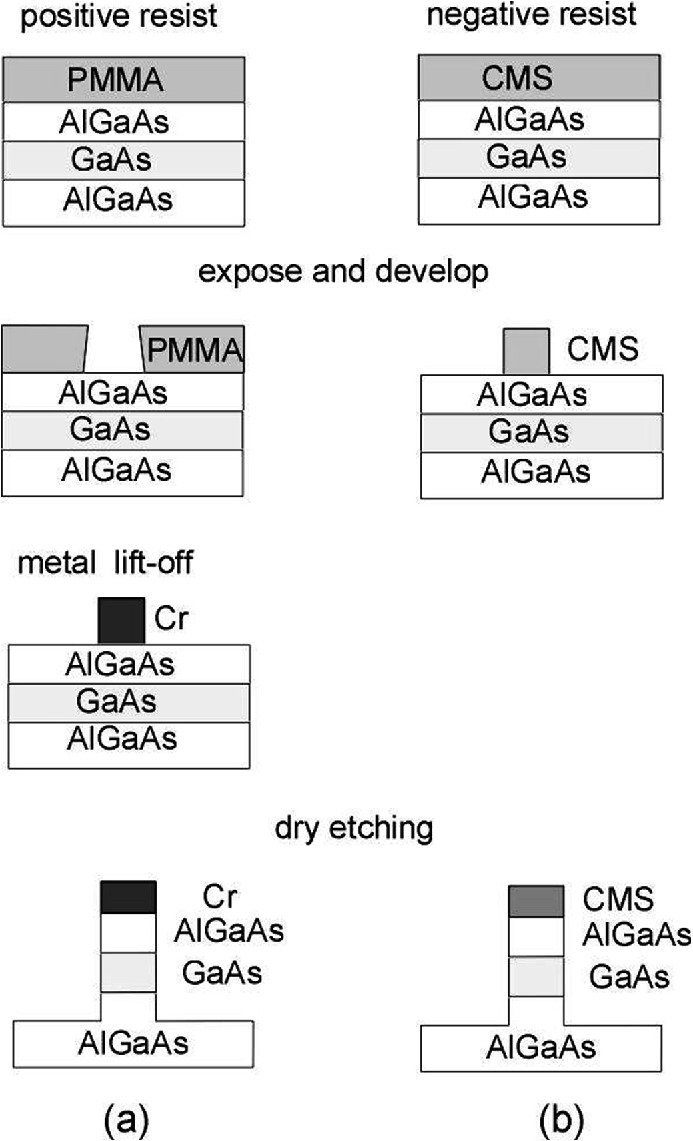 positive resist
negative resist
PMMA
CMS
AlGaAs
AlGaAs
GaAs
GaAs
AlGaAs
AlGaAs
expose and develop
PMMA
CMS
AlGaAs
AlGaAs
GaAs
GaAs
AlGaAs
AlGaAs
metal lift-off
Cr
AlGaAs
GaAs
AlGaAs
dry etching
Cr
CMS
AlGaAs
AlGaAs
GaAs
GaAs
AlGaAs
AlGaAs
(a)
(b)